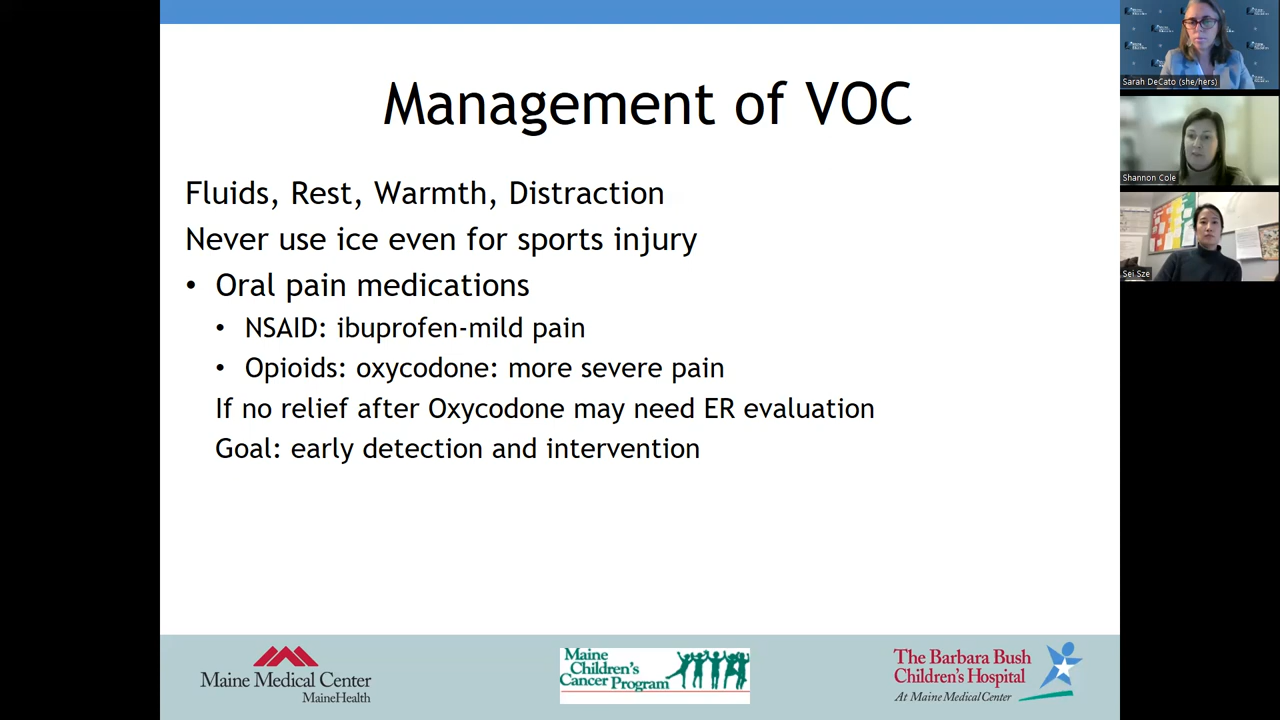 Management of VOC
Fluids, Rest, Warmth, Distraction
Never use ice even for sports injury
• Oral pain medications
• NSAID: ibuprofen-mild pain
• Opioids: oxycodone: more severe pain
If no relief after Oxycodone may need ER evaluation
Goal: early detection and intervention
Maine Medical Center
MaineHealth
Maine
Children's
Cancer Program
The Barbara Bush
Children's Hospital
At Maine Medical Center
Sarah DeCato (she/hers)
Shannon Cole
Sei Sze